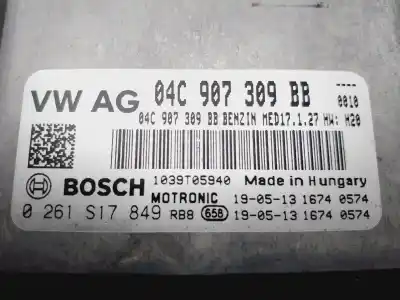 VW AG 04C 907 309 BB 0010
04C 907 309 BB BENZIN MED17.1.27 HW: H20
BOSCH 1039T05940 Made in Hungary
MOTRONIC 19-05-13 1674 0574
0 261 S17 849 RB8 658 19-05-13 1674 0574